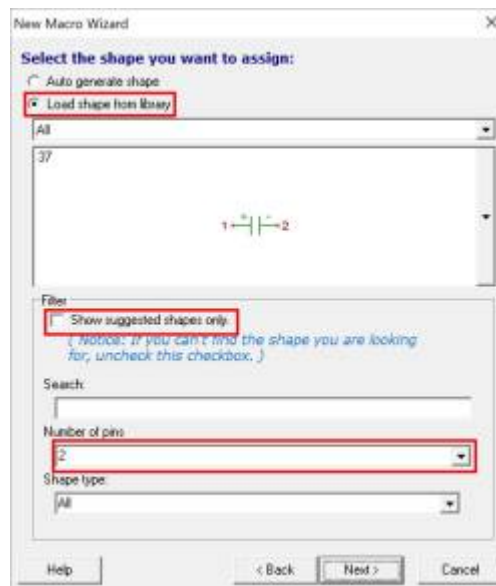 New Macro Wizard
Select the shape you want to assign:
Auto generate shape
Load shape from library
All
37
1 + - 2
Filter
Show suggested shapes only.
( Notice: If you can't find the shape you are looking
for, uncheck this checkbox. )
Search:
Number of pins
2
Shape type:
All
Help
< Back
Next >
Cancel